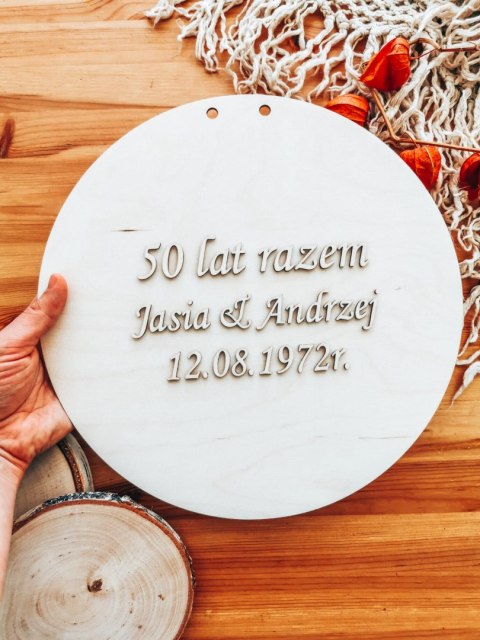 50 lat razem
Jasia & Andrzej
12.08.1972r.